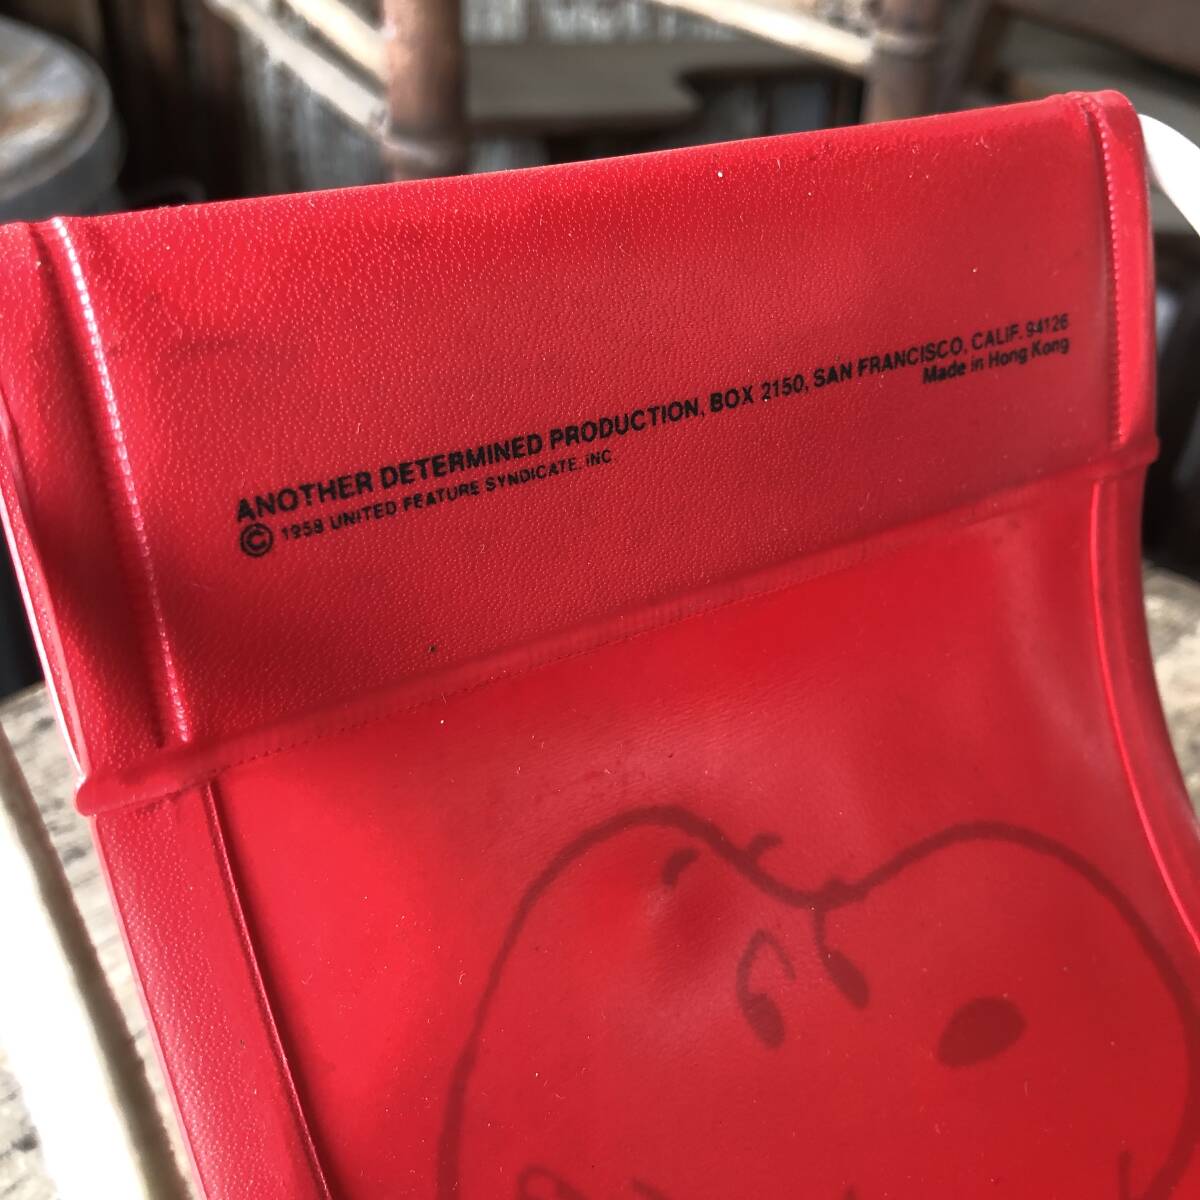 ANOTHER DETERMINED PRODUCTION, BOX 2150, SAN FRANCISCO, CALIF. 94126
© 1958 UNITED FEATURE SYNDICATE, INC.
Made in Hong Kong